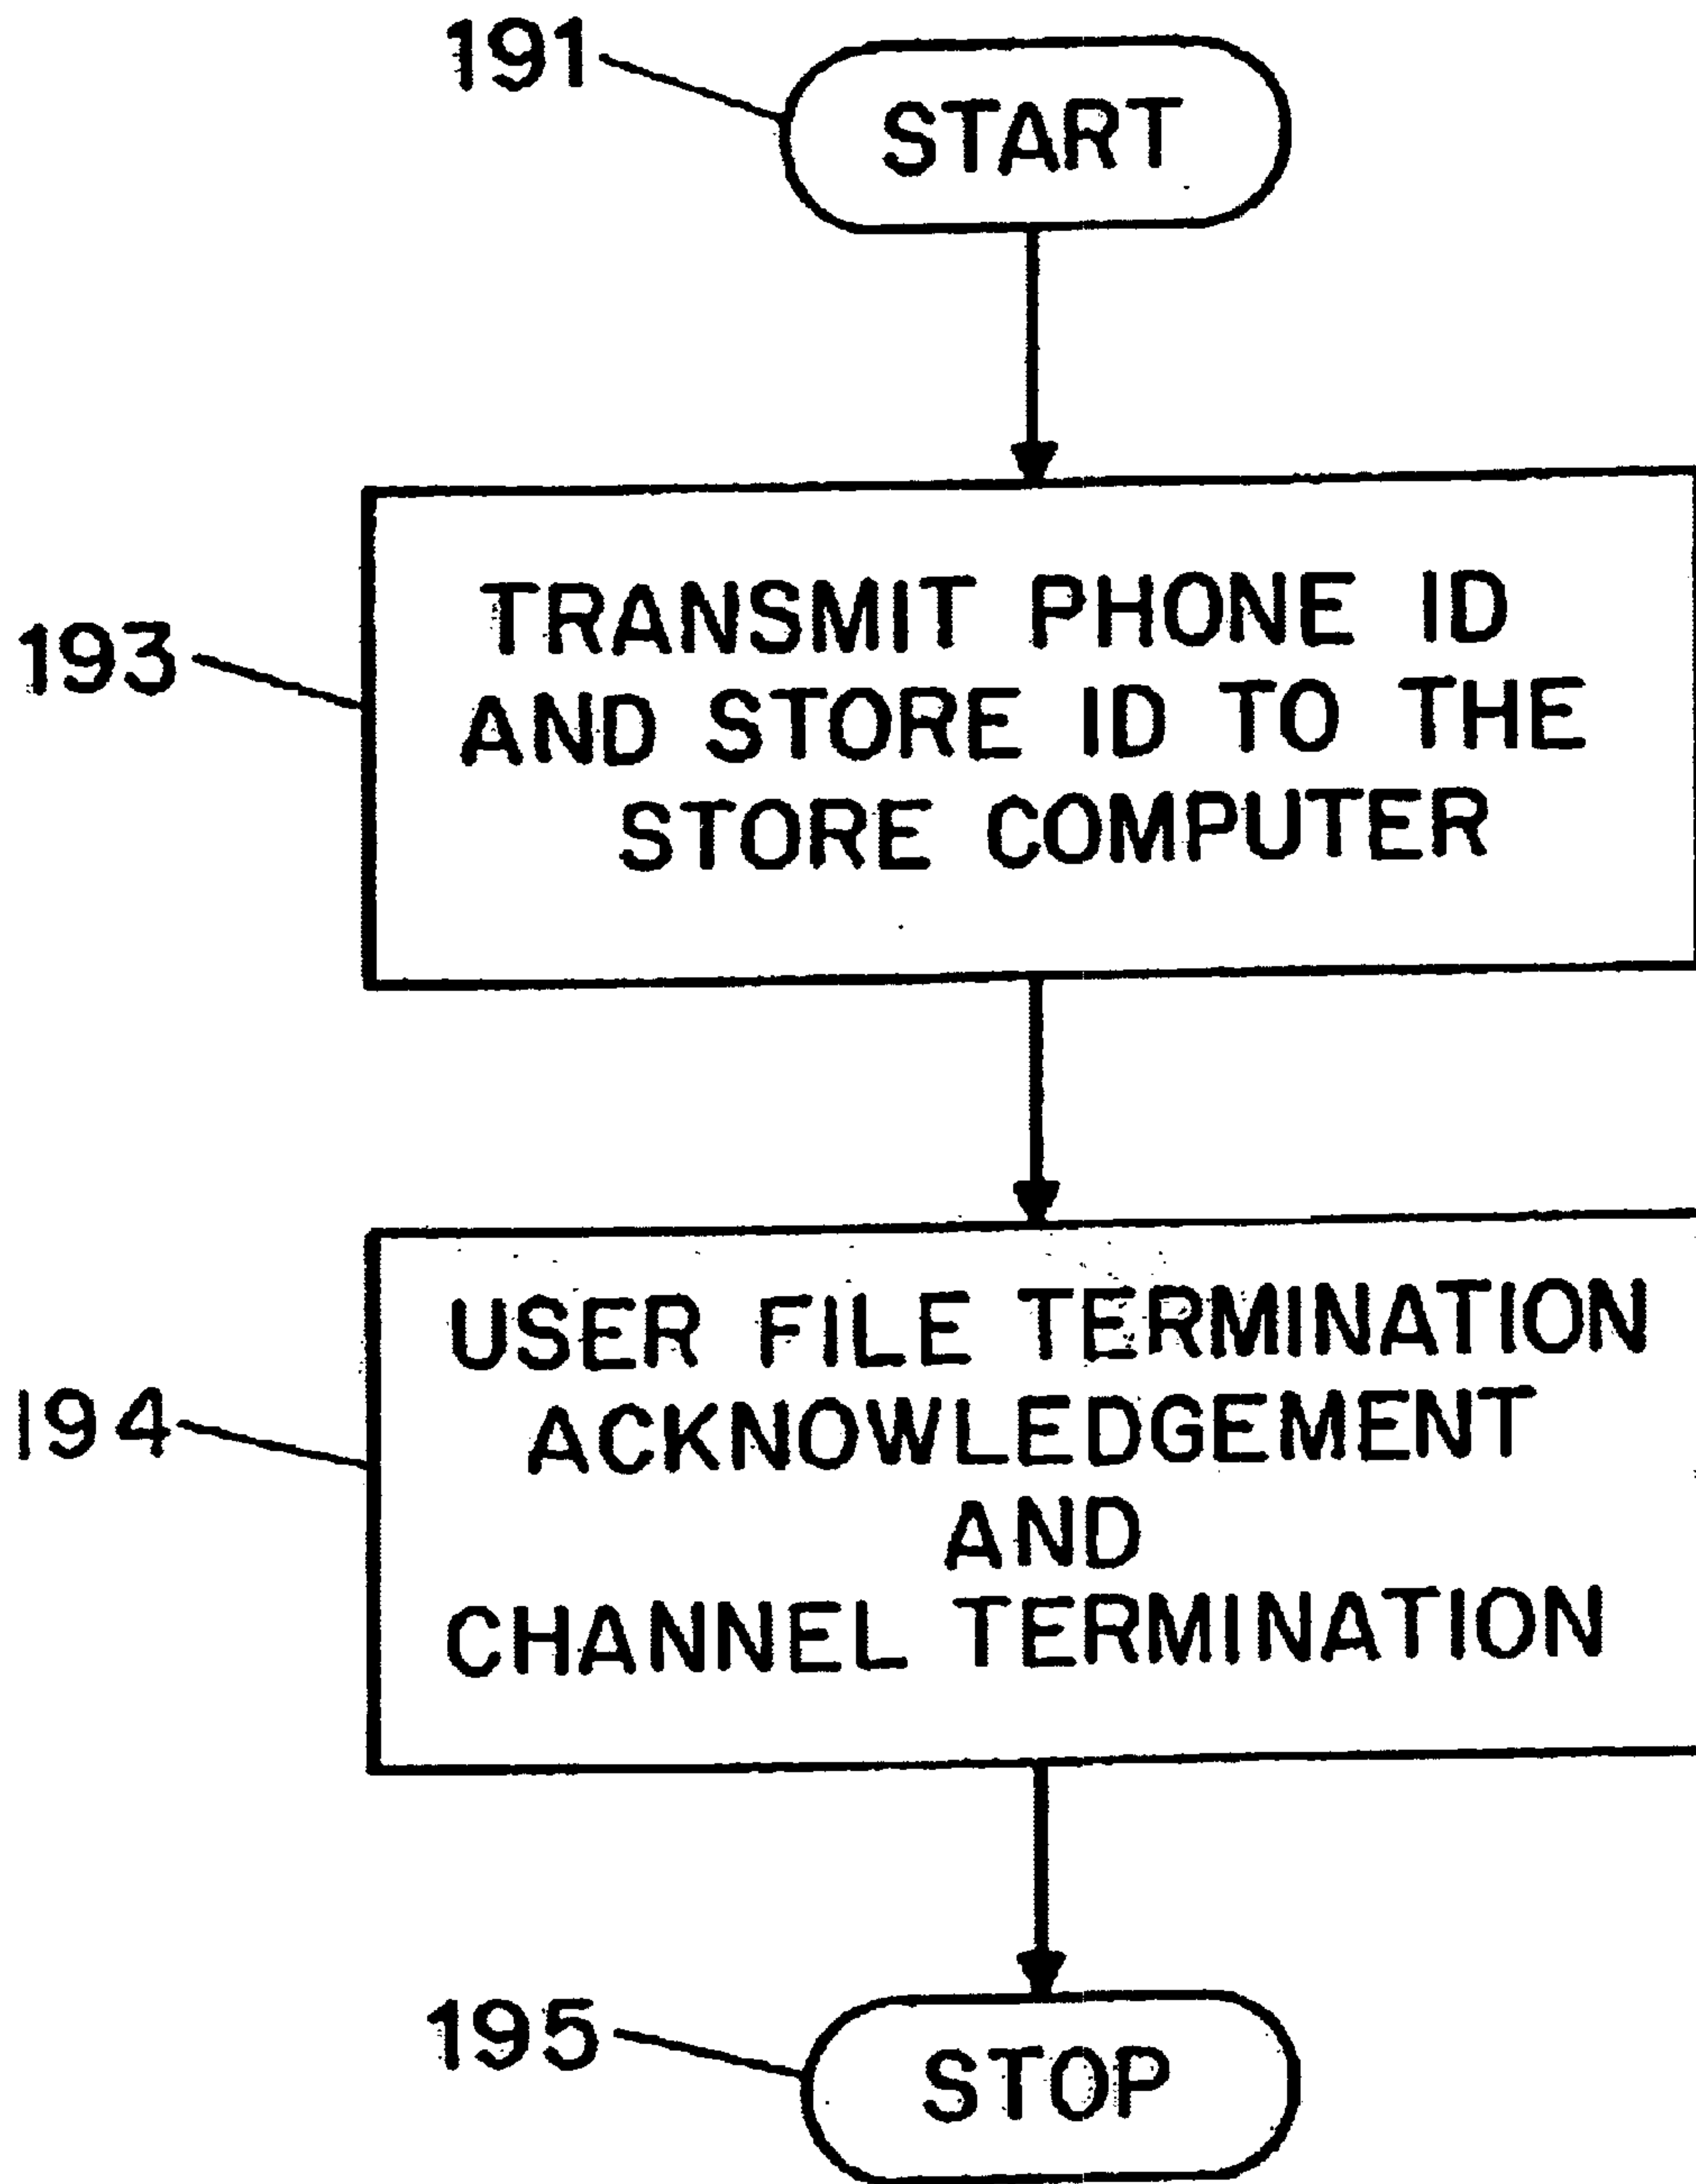 191
START
193
TRANSMIT PHONE ID
AND STORE ID TO THE
STORE COMPUTER
194
USER FILE TERMINATION
ACKNOWLEDGEMENT
AND
CHANNEL TERMINATION
195
STOP